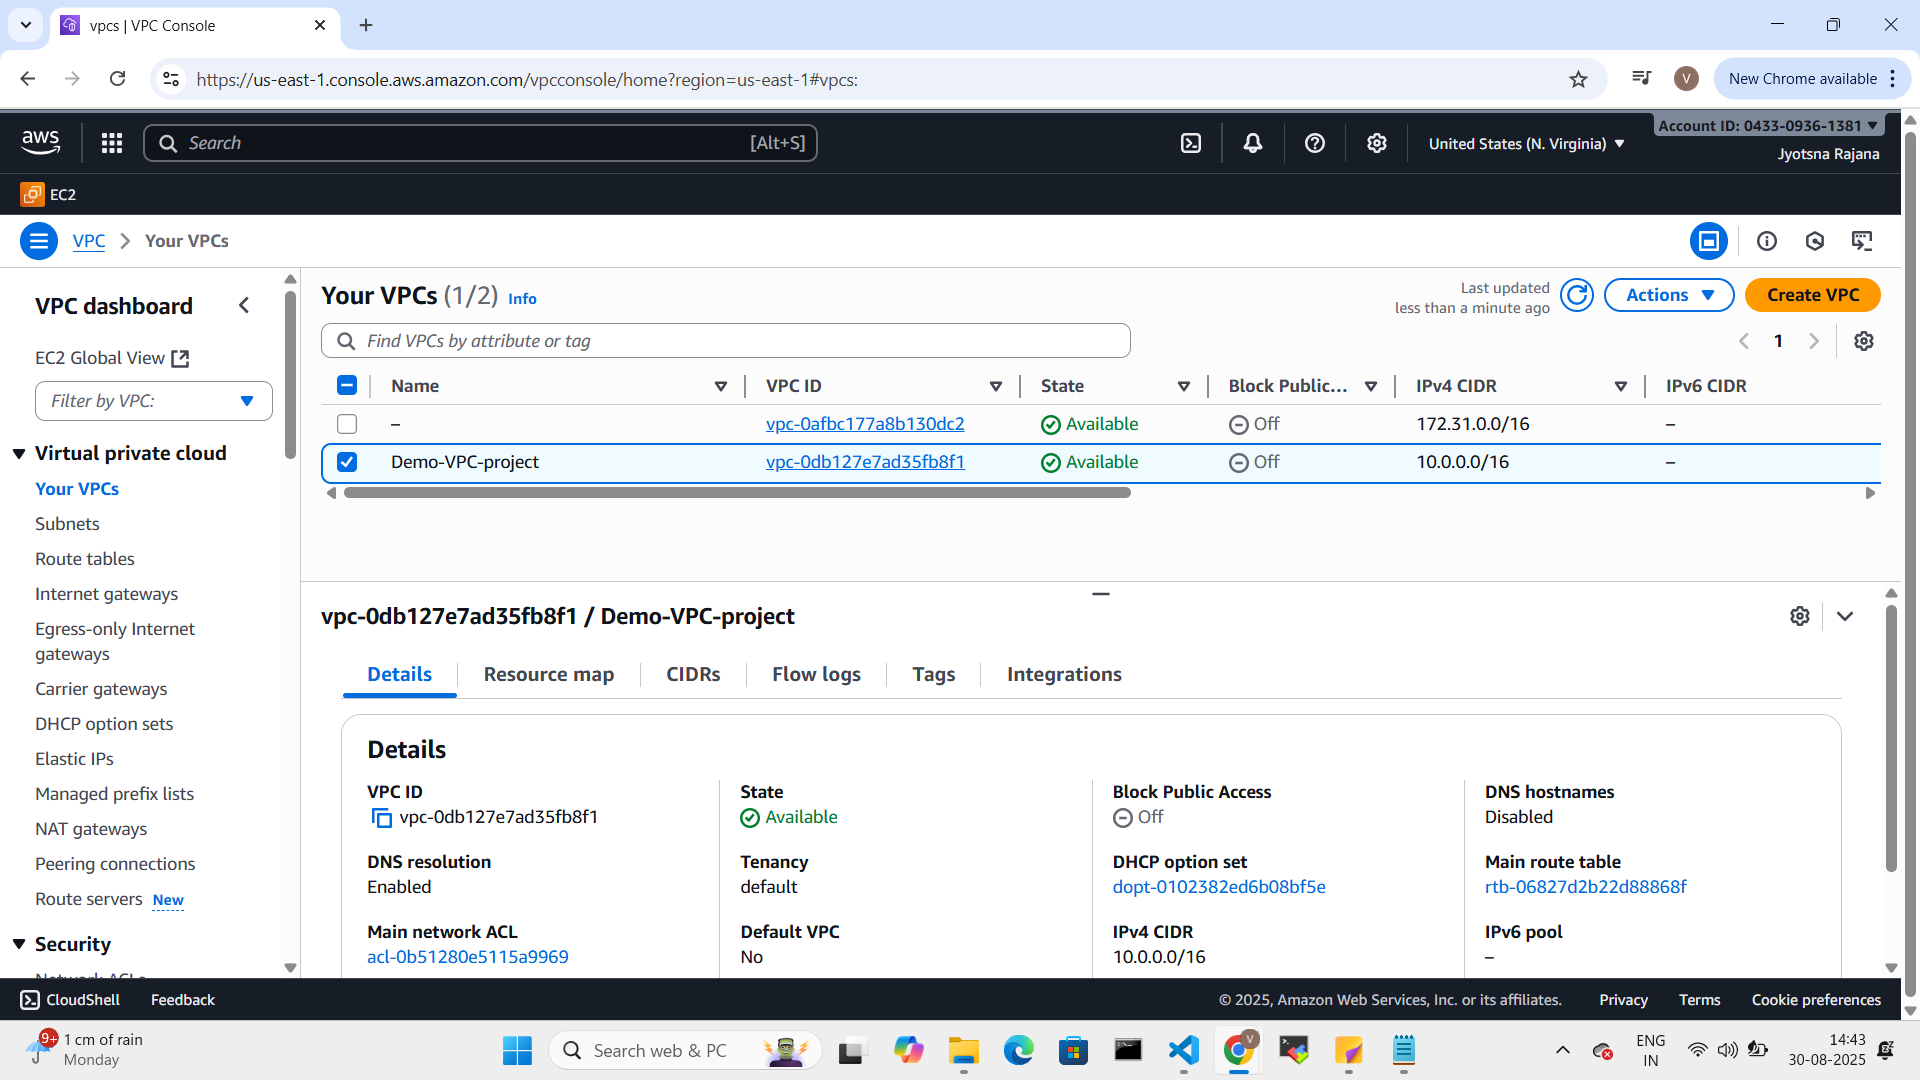 vpcs | VPC Console
https://us-east-1.console.aws.amazon.com/vpcconsole/home?region=us-east-1#vpcs:
V
New Chrome available
aws
Search
[Alt+S]
United States (N. Virginia)
Account ID: 0433-0936-1381
Jyotsna Rajana
EC2
VPC
Your VPCs
VPC dashboard
EC2 Global View
Filter by VPC:
Virtual private cloud
Your VPCs
Subnets
Route tables
Internet gateways
Egress-only Internet
gateways
Carrier gateways
DHCP option sets
Elastic IPs
Managed prefix lists
NAT gateways
Peering connections
Route servers New
Security
Network ACLs
Your VPCs (1/2) Info
Last updated
less than a minute ago
Actions
Create VPC
Find VPCs by attribute or tag
1
Name VPC ID State Block Public... IPv4 CIDR IPv6 CIDR
– vpc-0afbc177a8b130dc2 Available Off 172.31.0.0/16 –
Demo-VPC-project vpc-0db127e7ad35fb8f1 Available Off 10.0.0.0/16 –
vpc-0db127e7ad35fb8f1 / Demo-VPC-project
Details Resource map CIDRs Flow logs Tags Integrations
Details
VPC ID
vpc-0db127e7ad35fb8f1
State
Available
Block Public Access
Off
DNS hostnames
Disabled
DNS resolution
Enabled
Tenancy
default
DHCP option set
dopt-0102382ed6b08bf5e
Main route table
rtb-06827d2b22d88868f
Main network ACL
acl-0b51280e5115a9969
Default VPC
No
IPv4 CIDR
10.0.0.0/16
IPv6 pool
–
CloudShell
Feedback
© 2025, Amazon Web Services, Inc. or its affiliates.
Privacy
Terms
Cookie preferences
9+
1 cm of rain
Monday
Search web & PC
V
ENG
IN
14:43
30-08-2025